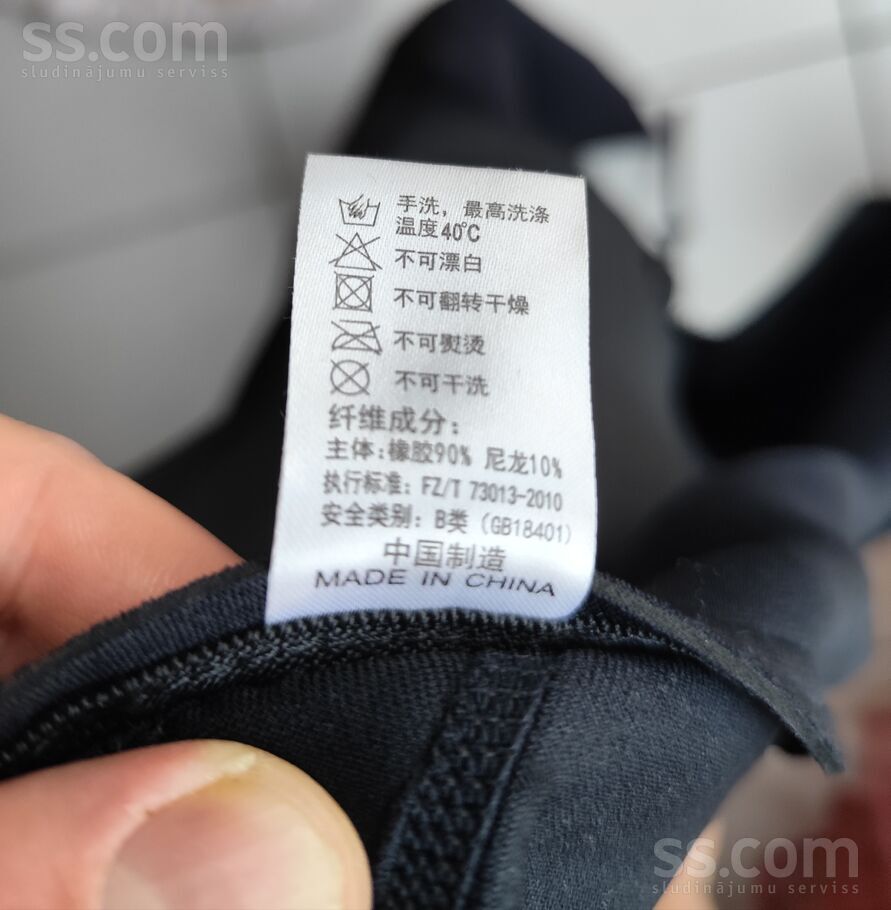 ss.com
sludinājumu serviss
手洗，最高洗涤
温度40℃
不可漂白
不可翻转干燥
不可熨烫
不可干洗
纤维成分：
主体：橡胶90% 尼龙10%
执行标准：FZ/T 73013-2010
安全类别：B类（GB18401）
中国制造
MADE IN CHINA
ss.com
sludinājumu serviss